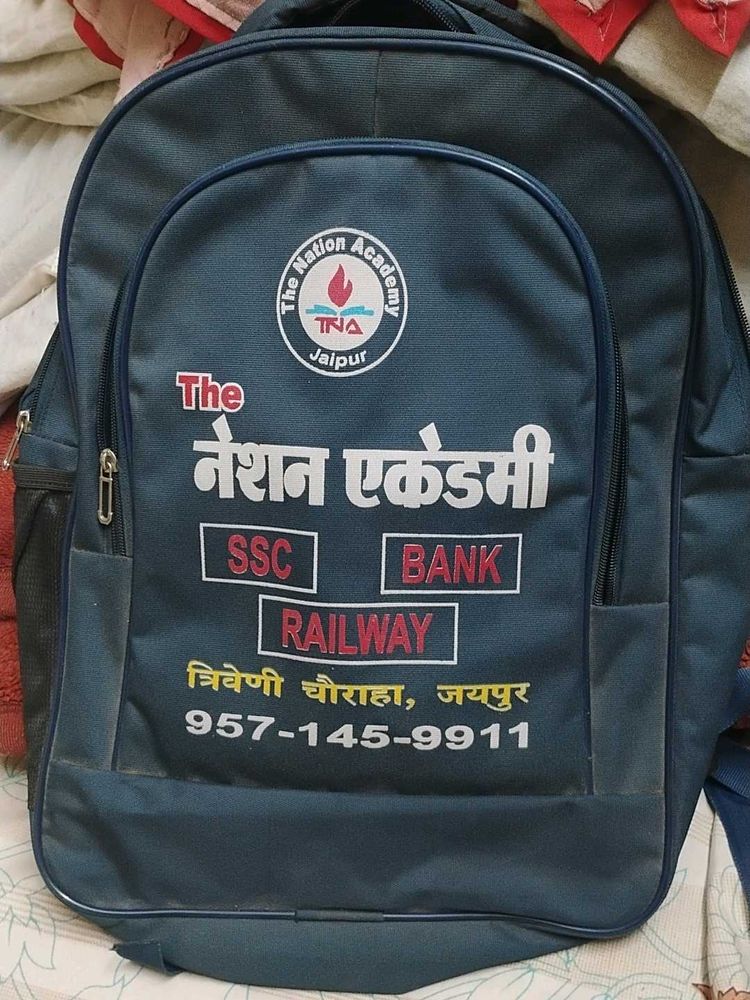 The Nation Academy
TNA
Jaipur
The
नेशन एकेडमी
SSC BANK
RAILWAY
त्रिवेणी चौराहा, जयपुर
957-145-9911